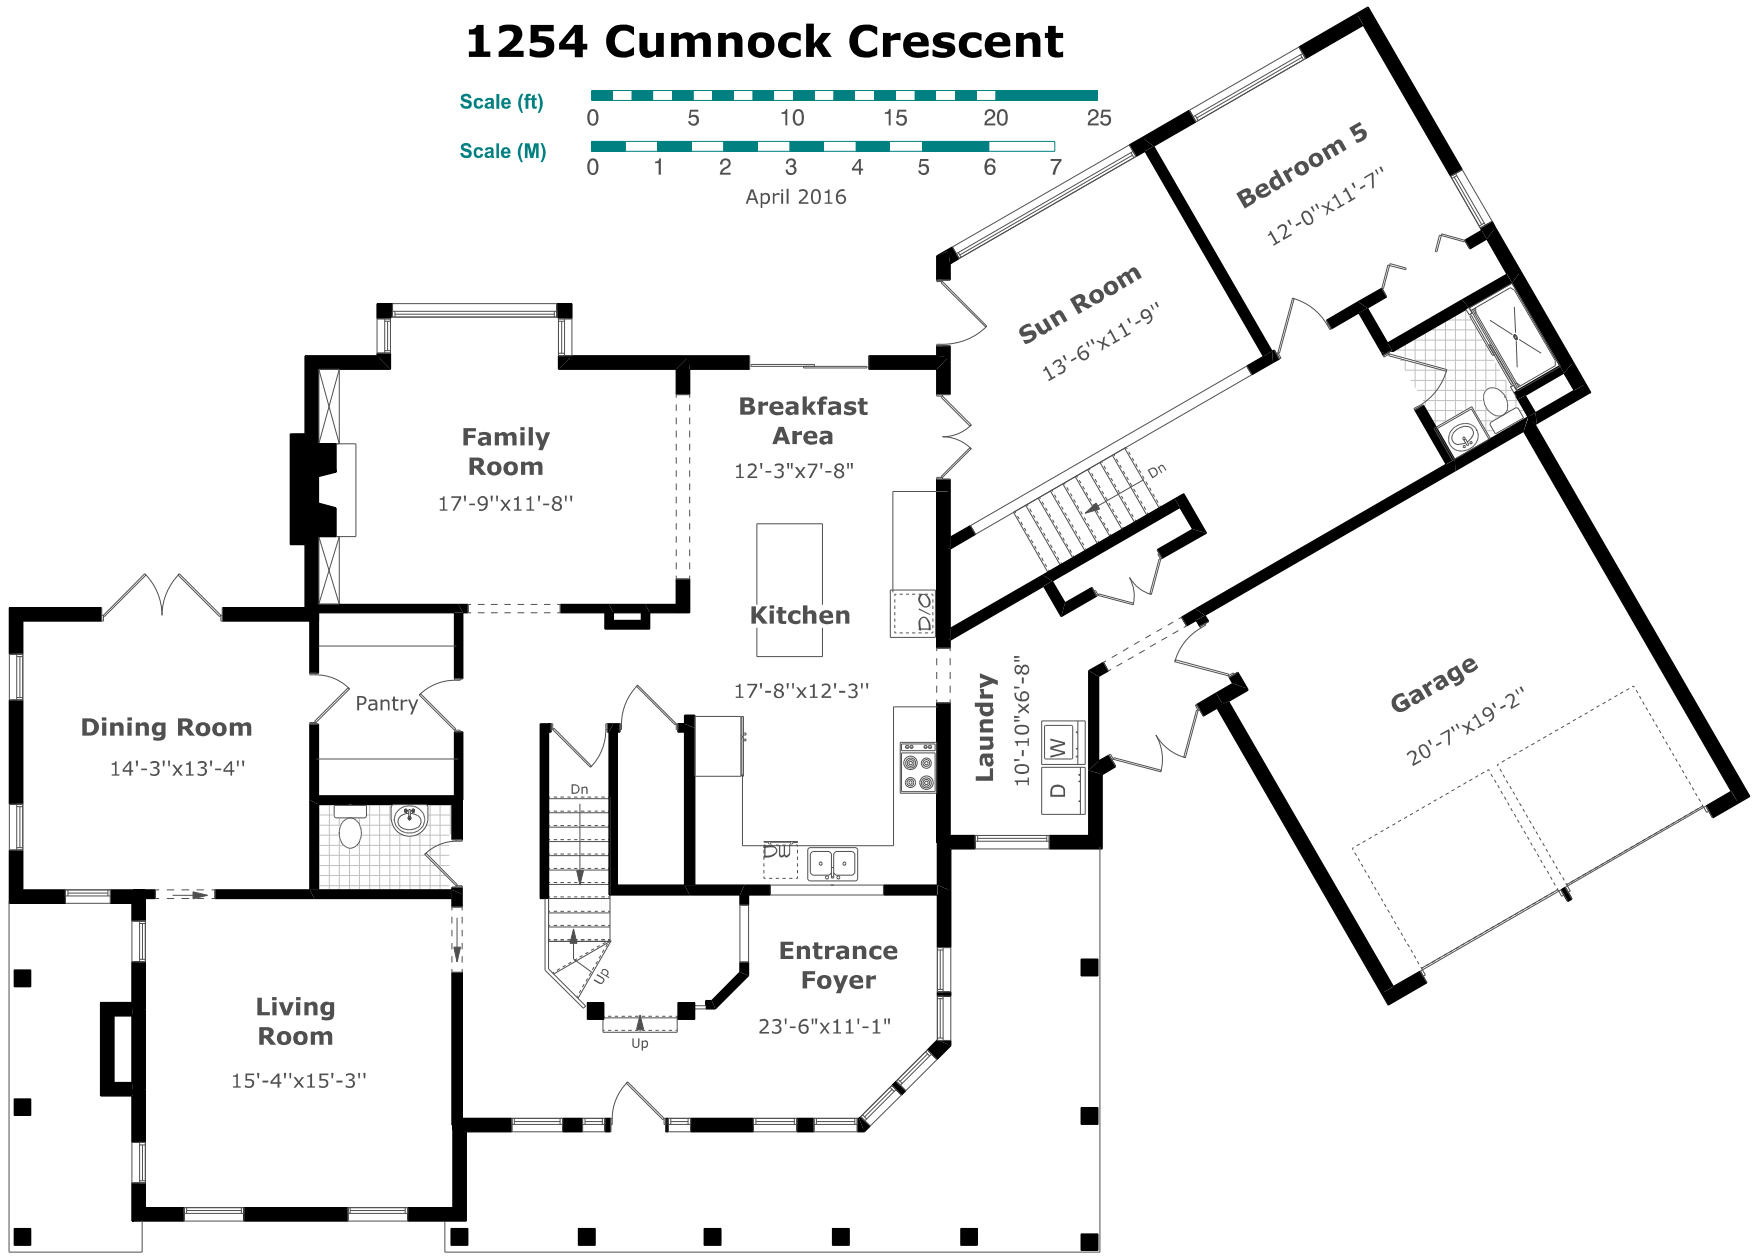 1254 Cumnock Crescent
Scale (ft)
0 5 10 15 20 25
Scale (M)
0 1 2 3 4 5 6 7
April 2016
Bedroom 5
12'-0"x11'-7"
Sun Room
13'-6"x11'-9"
Family
Room
17'-9"x11'-8"
Breakfast
Area
12'-3"x7'-8"
Dn
Kitchen
17'-8"x12'-3"
D/O
Pantry
Dining Room
14'-3"x13'-4"
Laundry
10'-10"x6'-8"
W
D
Garage
20'-7"x19'-2"
Dn
DW
Entrance
Foyer
23'-6"x11'-1"
Up
Up
Living
Room
15'-4"x15'-3"